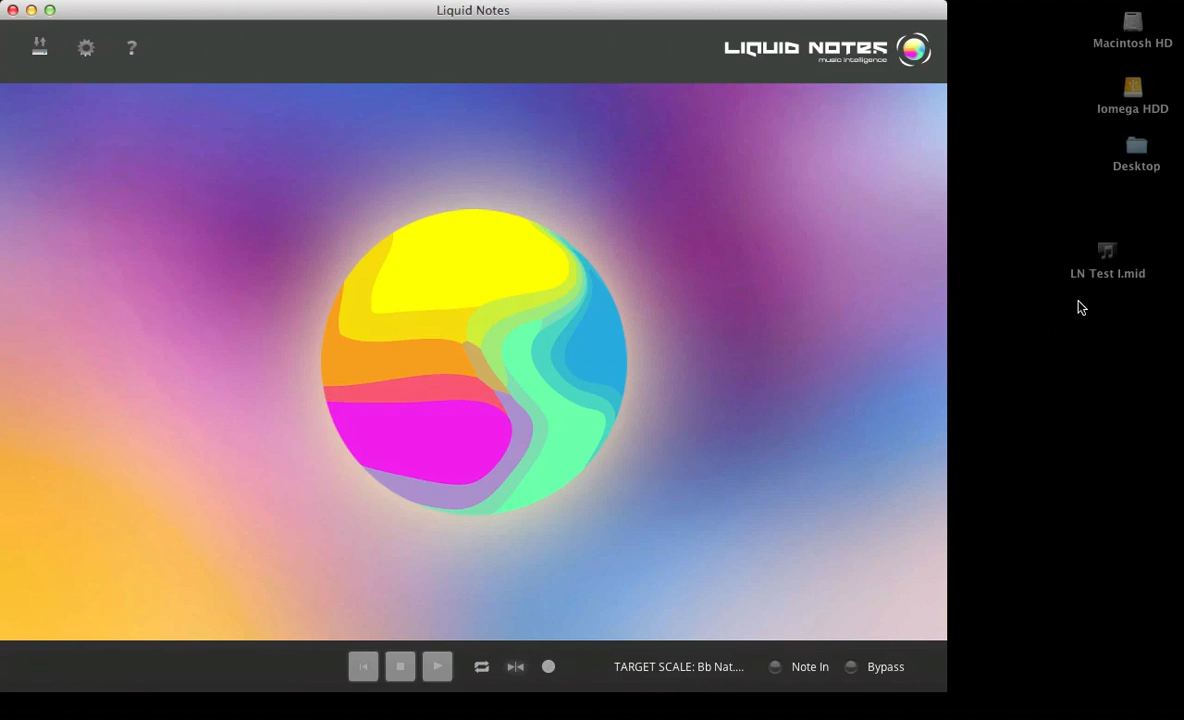 Liquid Notes
?
LIQUID NOTES
music intelligence
Macintosh HD
Iomega HDD
Desktop
LN Test I.mid
TARGET SCALE: Bb Nat....
Note In
Bypass